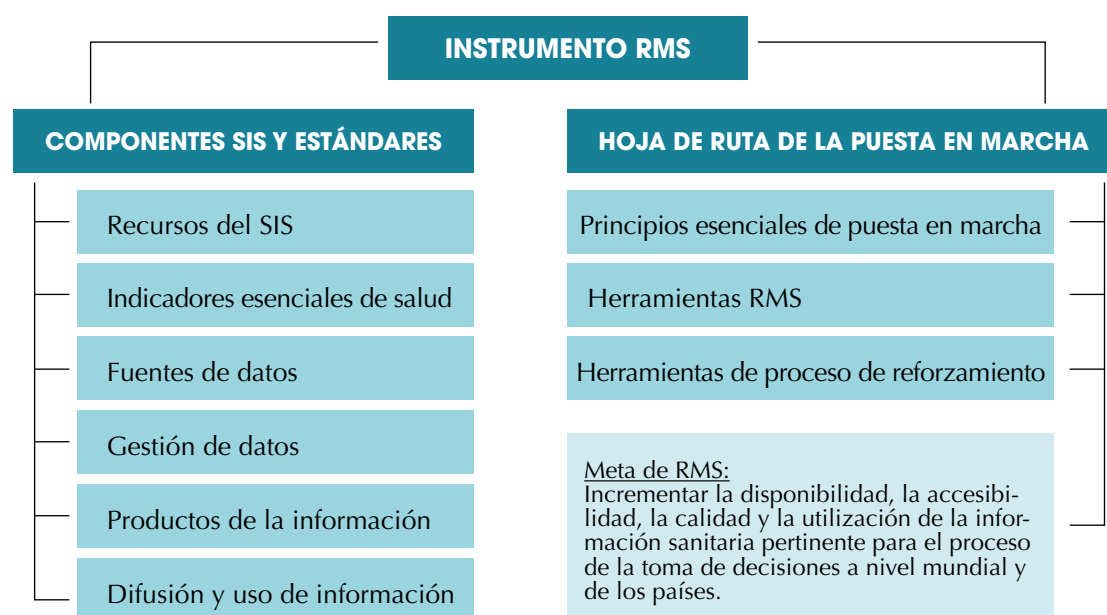 INSTRUMENTO RMS
COMPONENTES SIS Y ESTÁNDARES
Recursos del SIS
Indicadores esenciales de salud
Fuentes de datos
Gestión de datos
Productos de la información
Difusión y uso de información
HOJA DE RUTA DE LA PUESTA EN MARCHA
Principios esenciales de puesta en marcha
Herramientas RMS
Herramientas de proceso de reforzamiento
Meta de RMS:
Incrementar la disponibilidad, la accesibi-
lidad, la calidad y la utilización de la infor-
mación sanitaria pertinente para el proceso
de la toma de decisiones a nivel mundial y
de los países.